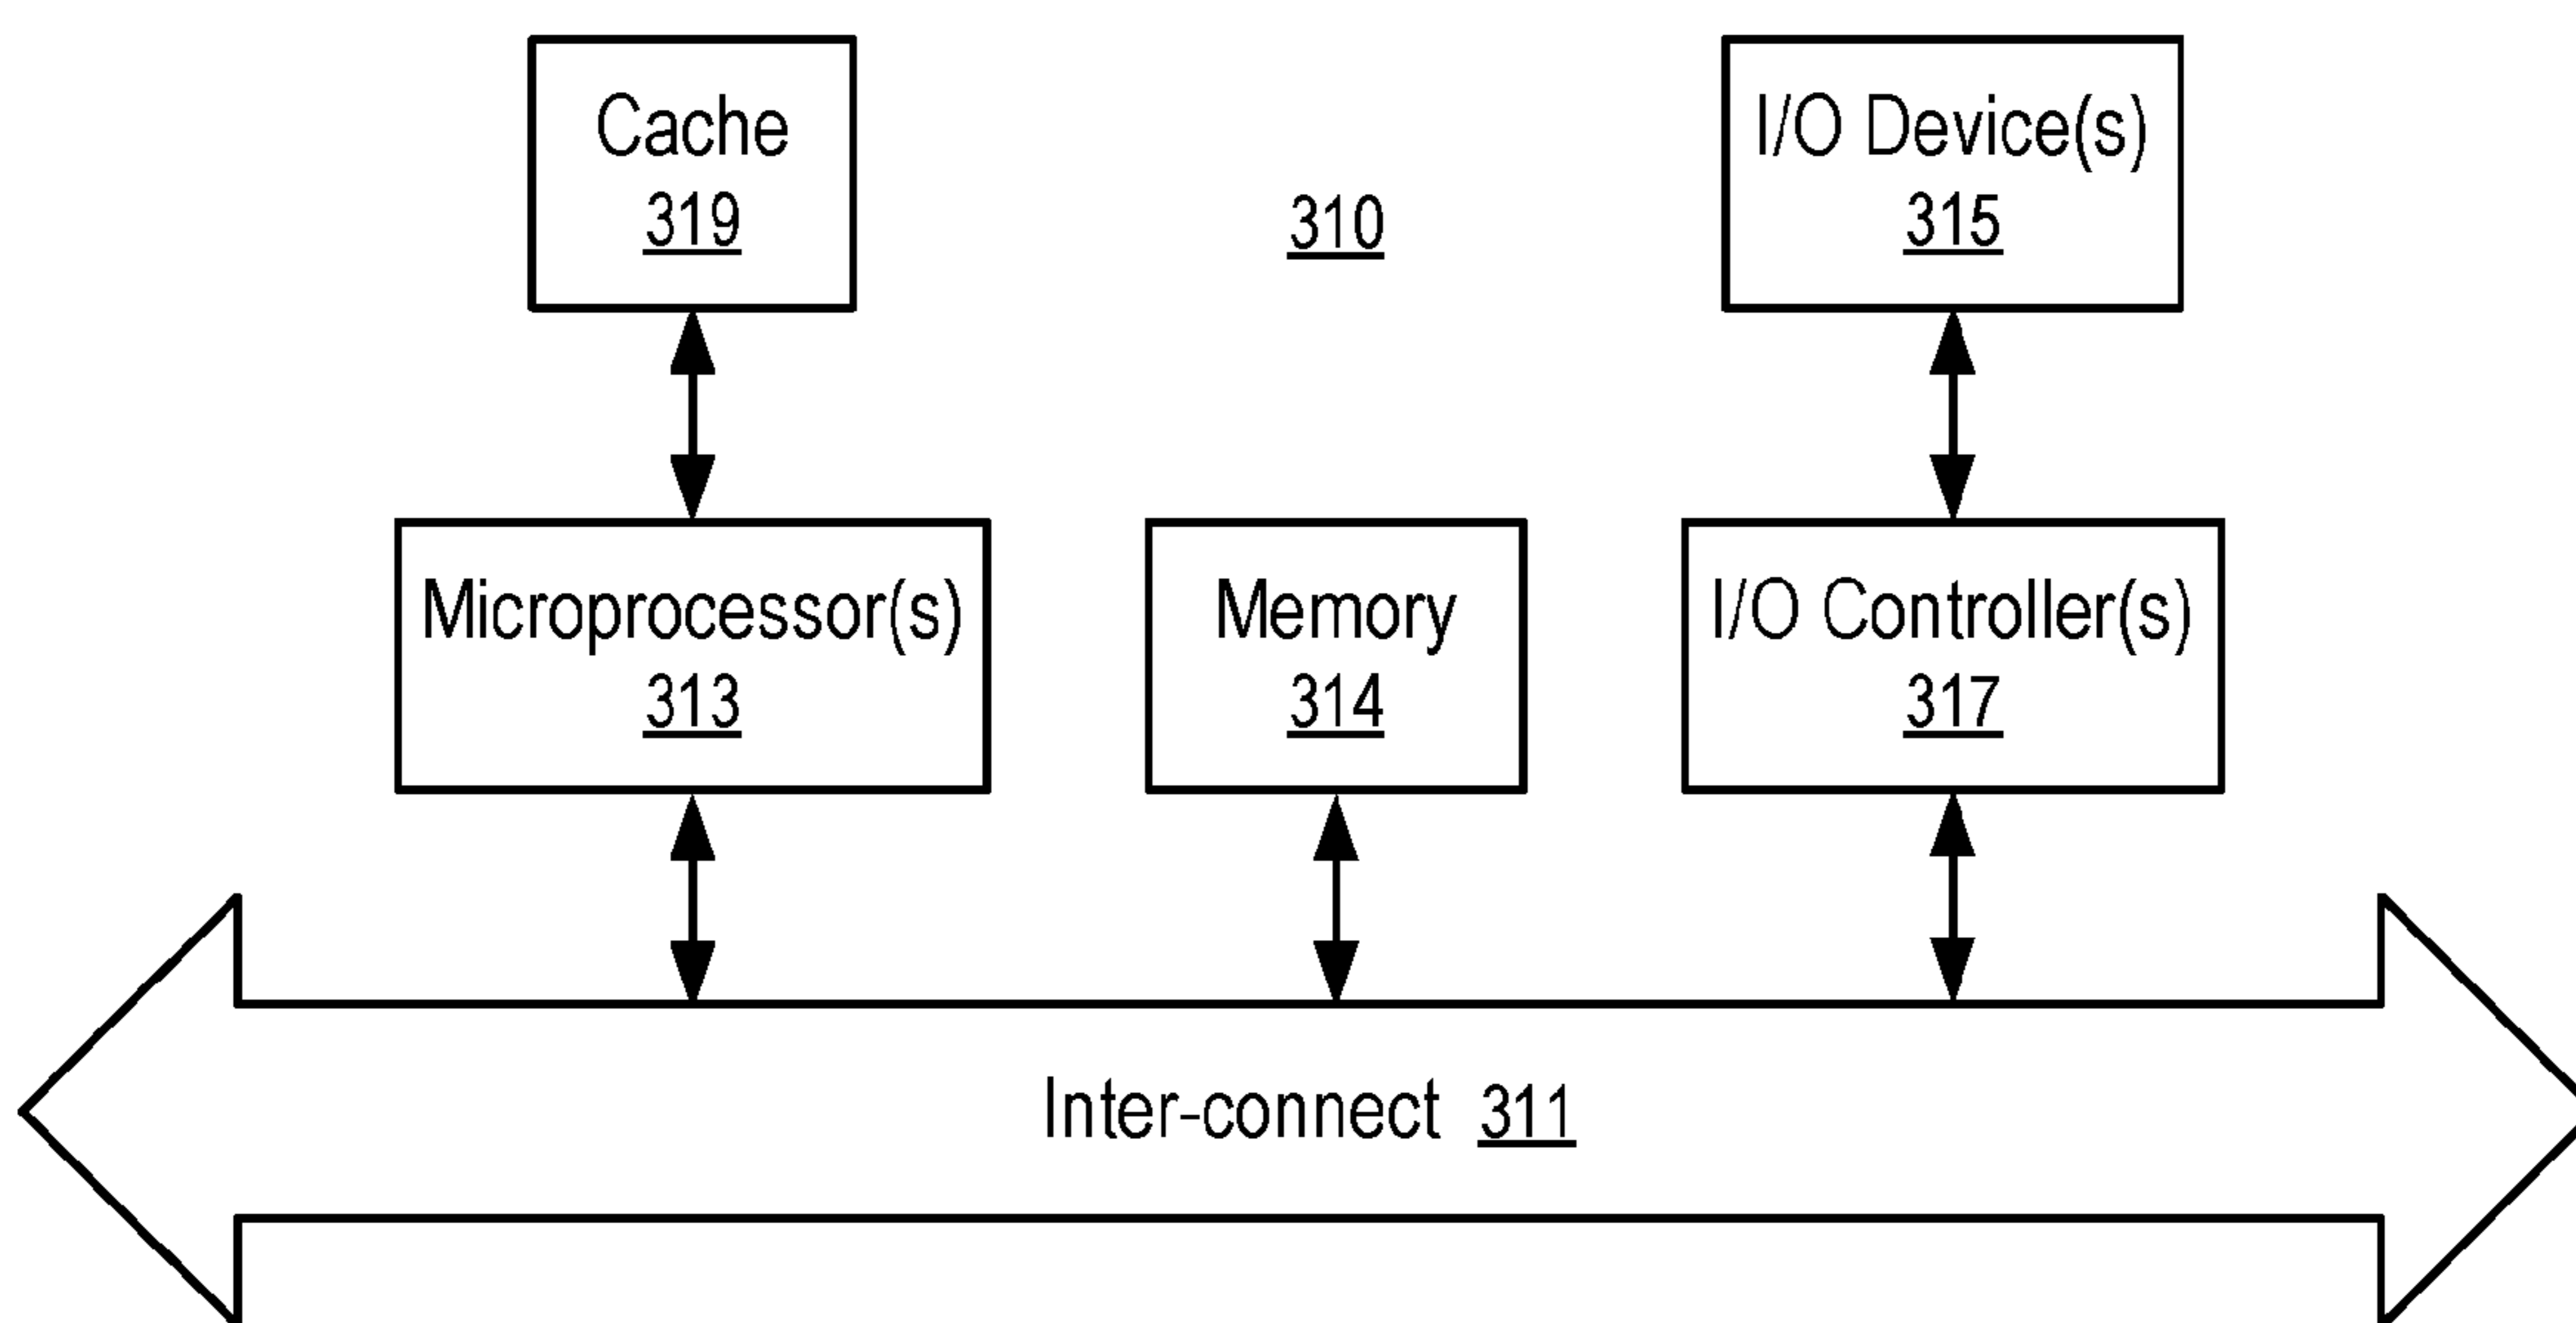 Cache
319
310
I/O Device(s)
315
Microprocessor(s)
313
Memory
314
I/O Controller(s)
317
Inter-connect 311